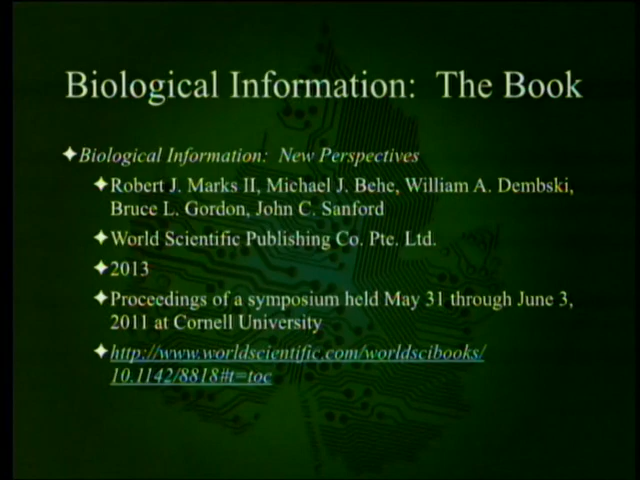 Biological Information: The Book
Biological Information: New Perspectives
Robert J. Marks II, Michael J. Behe, William A. Dembski,
Bruce L. Gordon, John C. Sanford
World Scientific Publishing Co. Pte. Ltd.
2013
Proceedings of a symposium held May 31 through June 3,
2011 at Cornell University
http://www.worldscientific.com/worldscibooks/
10.1142/8818#t=toc